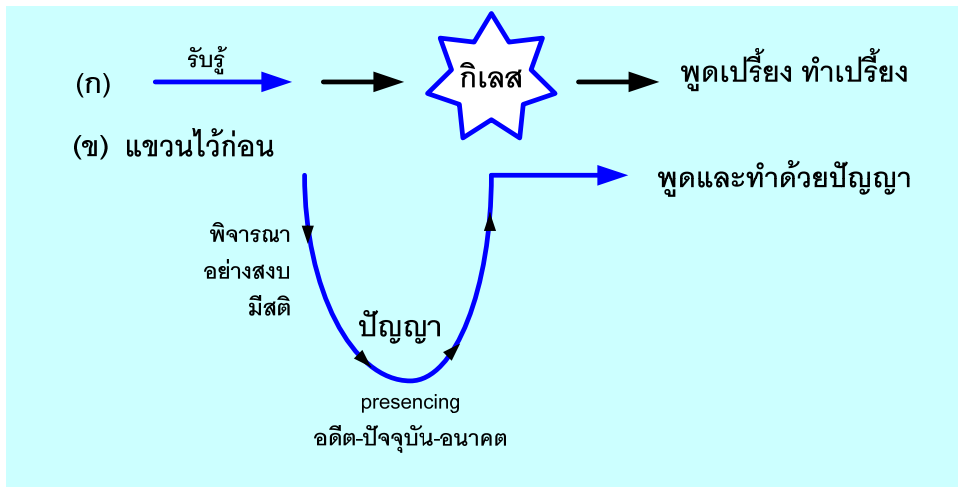 รับรู้
(ก)
กิเลส
พูดเปรี้ยง ทำเปรี้ยง
(ข) แขวนไว้ก่อน
พูดและทำด้วยปัญญา
พิจารณา
อย่างสงบ
มีสติ
ปัญญา
presencing
อดีต-ปัจจุบัน-อนาคต